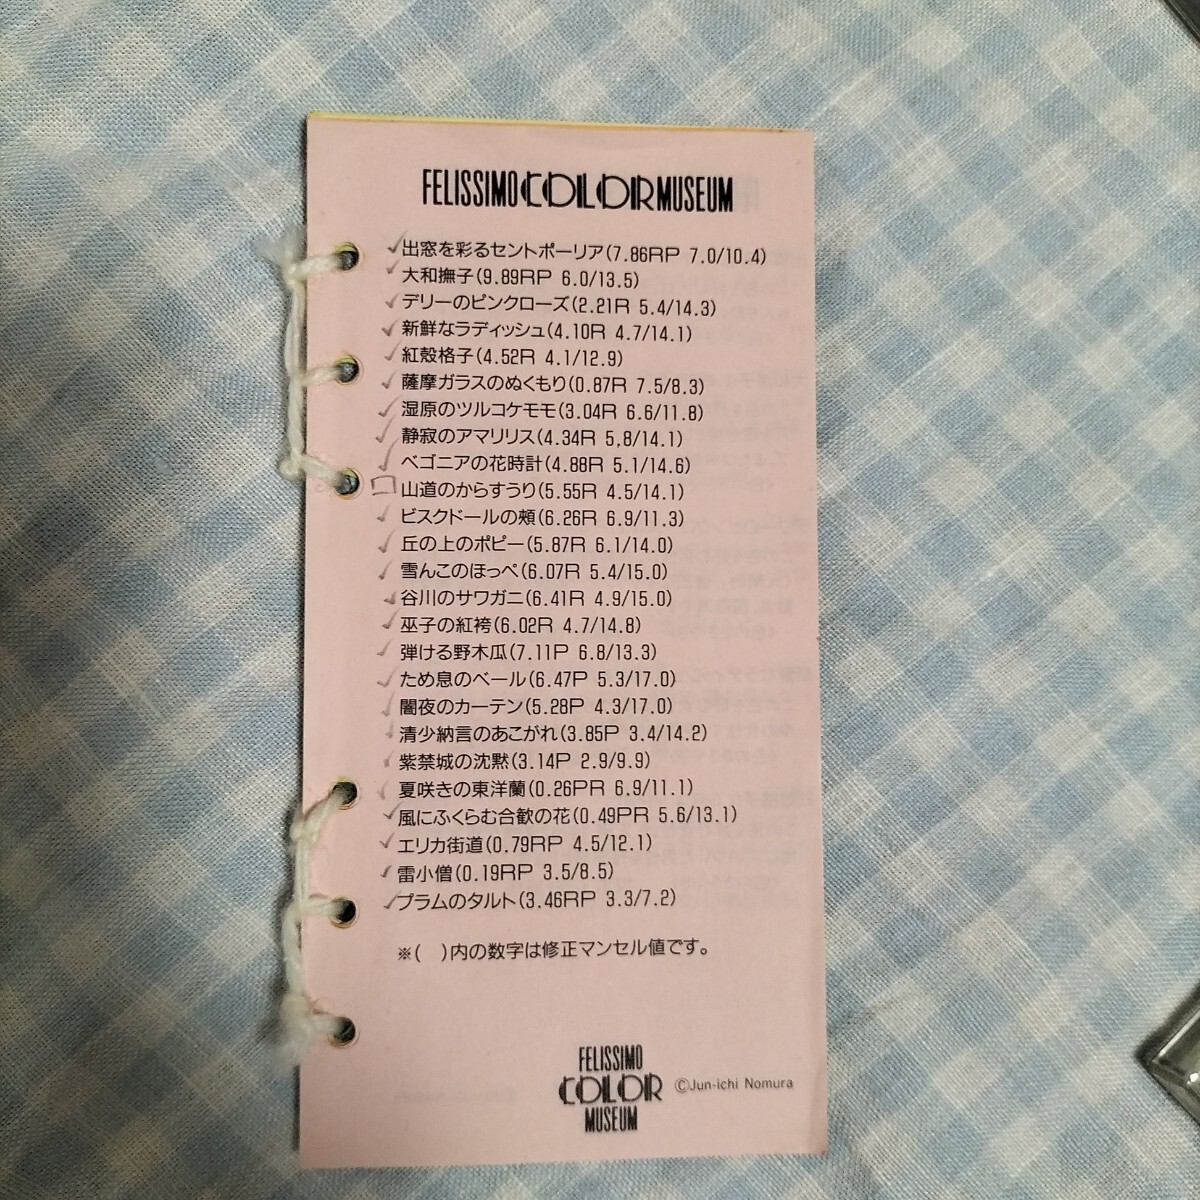 FELISSIMO COLOR MUSEUM
出窓を彩るセントポーリア(7.86RP 7.0/10.4)
大和撫子(9.89RP 6.0/13.5)
デリーのピンクローズ(2.21R 5.4/14.3)
新鮮なラディッシュ(4.10R 4.7/14.1)
紅殻格子(4.52R 4.1/12.9)
薩摩ガラスのぬくもり(0.87R 7.5/8.3)
湿原のツルコケモモ(3.04R 6.6/11.8)
静寂のアマリリス(4.34R 5,8/14.1)
ベゴニアの花時計(4.88R 5.1/14.6)
山道のからすうり(5.55R 4.5/14.1)
ビスクドールの頬(6.26R 6.9/11.3)
丘の上のポピー(5.87R 6.1/14.0)
雪んこのほっぺ(6.07R 5.4/15.0)
谷川のサワガニ(6.41R 4.9/15.0)
巫子の紅袴(6.02R 4.7/14.8)
弾ける野木瓜(7.11P 6.8/13.3)
ため息のベール(6.47P 5.3/17.0)
闇夜のカーテン(5.28P 4.3/17.0)
清少納言のあこがれ(3.85P 3.4/14.2)
紫禁城の沈黙(3.14P 2.9/9.9)
夏咲きの東洋蘭(0.26PR 6.9/11.1)
風にふくらむ合歓の花(0.49PR 5.6/13.1)
エリカ街道(0.79RP 4.5/12.1)
雷小僧(0.19RP 3.5/8.5)
プラムのタルト(3.46RP 3.3/7.2)
※( )内の数字は修正マンセル値です。
FELISSIMO
COLOR
MUSEUM
©Jun-ichi Nomura